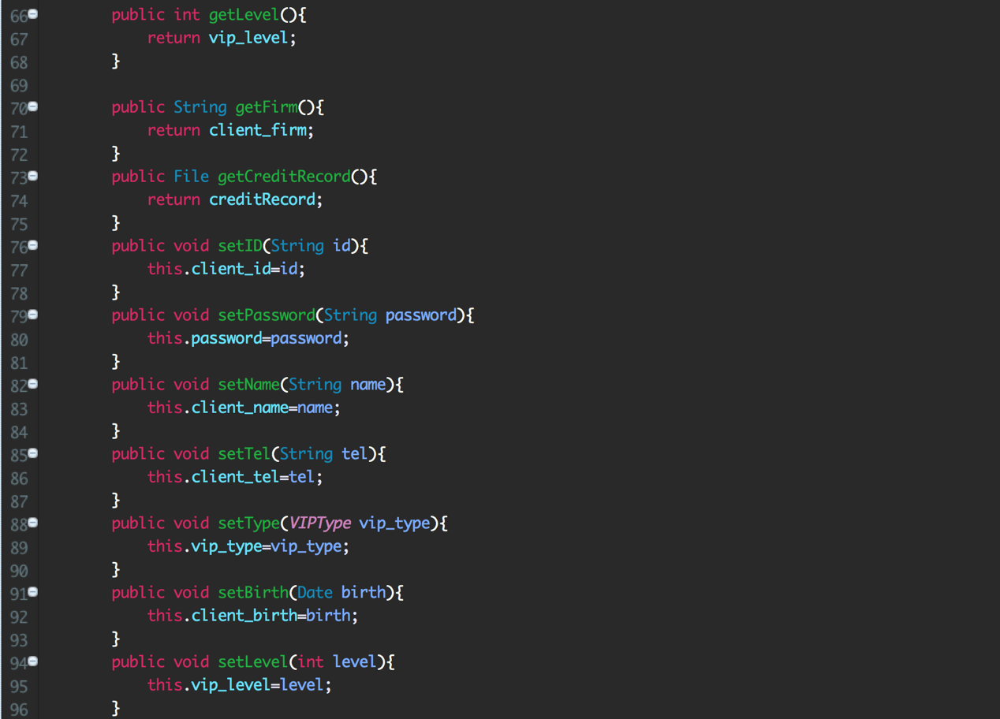 66 public int getLevel(){
67 return vip_level;
68 }
69
70 public String getFirm(){
71 return client_firm;
72 }
73 public File getCreditRecord(){
74 return creditRecord;
75 }
76 public void setID(String id){
77 this.client_id=id;
78 }
79 public void setPassword(String password){
80 this.password=password;
81 }
82 public void setName(String name){
83 this.client_name=name;
84 }
85 public void setTel(String tel){
86 this.client_tel=tel;
87 }
88 public void setType(VIPType vip_type){
89 this.vip_type=vip_type;
90 }
91 public void setBirth(Date birth){
92 this.client_birth=birth;
93 }
94 public void setLevel(int level){
95 this.vip_level=level;
96 }